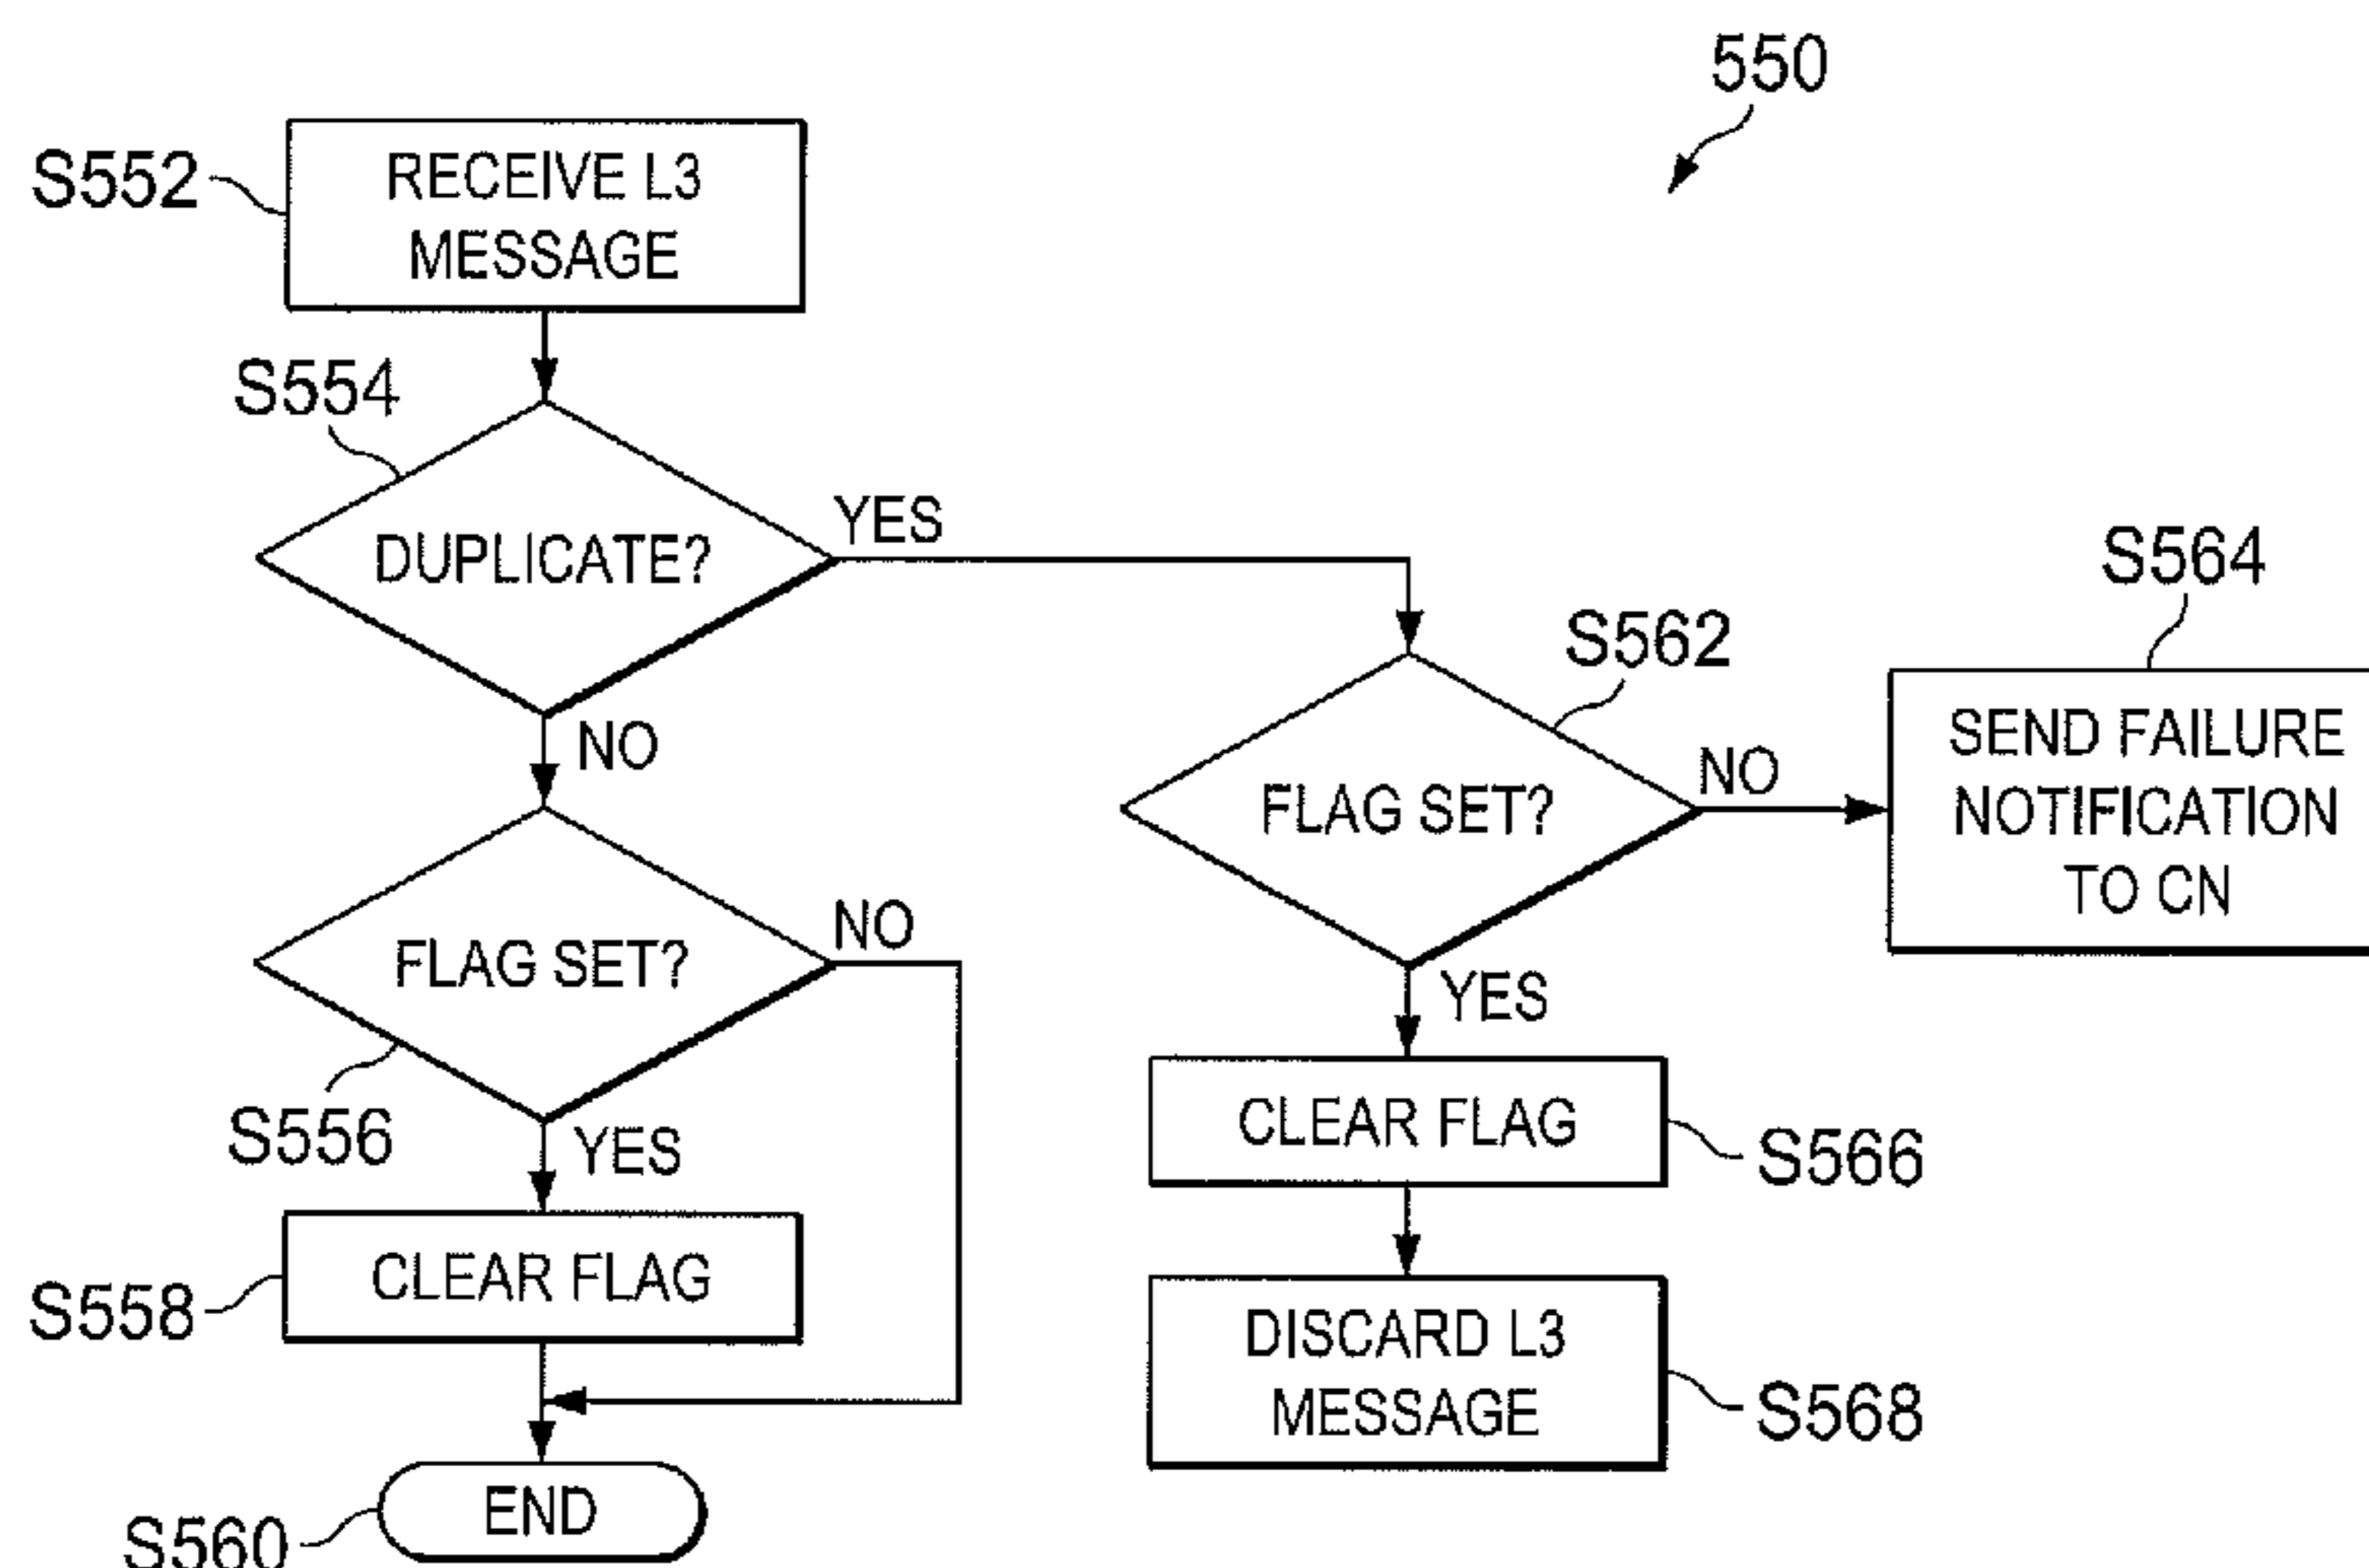 550
S552
RECEIVE L3
MESSAGE
S554
DUPLICATE?
YES
NO
S562
FLAG SET?
NO
YES
S564
SEND FAILURE
NOTIFICATION
TO CN
FLAG SET?
NO
S556
YES
CLEAR FLAG
S566
S558
CLEAR FLAG
DISCARD L3
MESSAGE
S568
S560
END